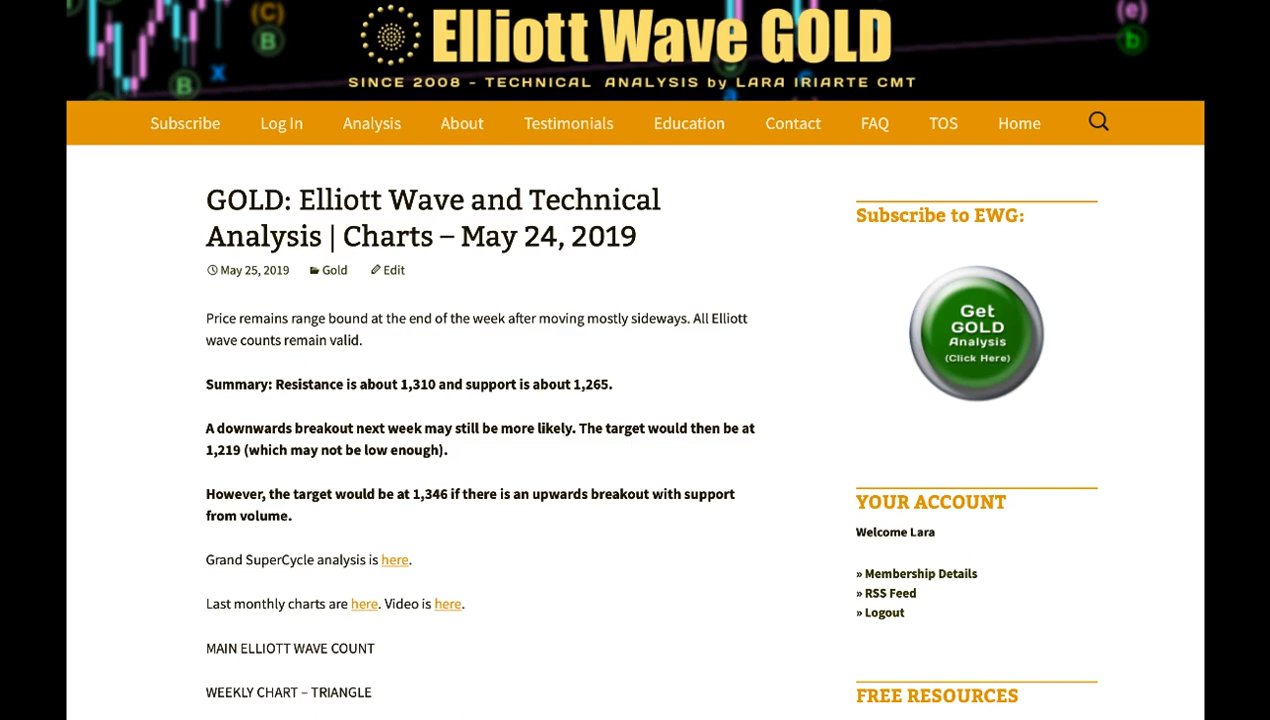 (C)
B
B
x
Elliott Wave GOLD
SINCE 2008 - TECHNICAL ANALYSIS by LARA IRIARTE CMT
(e)
b
Subscribe Log In Analysis About Testimonials Education Contact FAQ TOS Home
GOLD: Elliott Wave and Technical
Analysis | Charts – May 24, 2019
May 25, 2019 Gold Edit
Price remains range bound at the end of the week after moving mostly sideways. All Elliott
wave counts remain valid.
Summary: Resistance is about 1,310 and support is about 1,265.
A downwards breakout next week may still be more likely. The target would then be at
1,219 (which may not be low enough).
However, the target would be at 1,346 if there is an upwards breakout with support
from volume.
Grand SuperCycle analysis is here.
Last monthly charts are here. Video is here.
MAIN ELLIOTT WAVE COUNT
WEEKLY CHART – TRIANGLE
Subscribe to EWG:
Get
GOLD
Analysis
(Click Here)
YOUR ACCOUNT
Welcome Lara
» Membership Details
» RSS Feed
» Logout
FREE RESOURCES